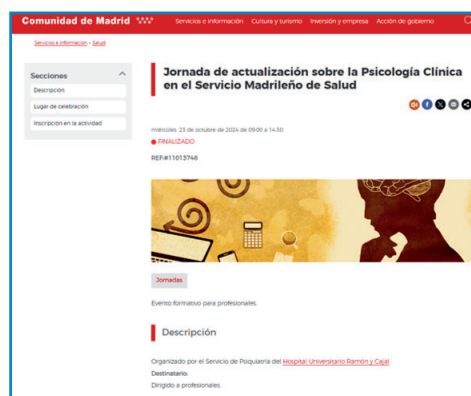 Comunidad de Madrid
Servicios e información Cultura y turismo Inversión y empresa Acción de gobierno
Servicios e información > Salud
Secciones
Descripción
Lugar de celebración
Inscripción en la actividad
Jornada de actualización sobre la Psicología Clínica
en el Servicio Madrileño de Salud
miércoles, 23 de octubre de 2024 de 09:00 a 14:30
FINALIZADO
REF:#11013748
Jornadas
Evento formativo para profesionales.
Descripción
Organizado por el Servicio de Psiquiatría del Hospital Universitario Ramón y Cajal
Destinatario:
Dirigido a profesionales.